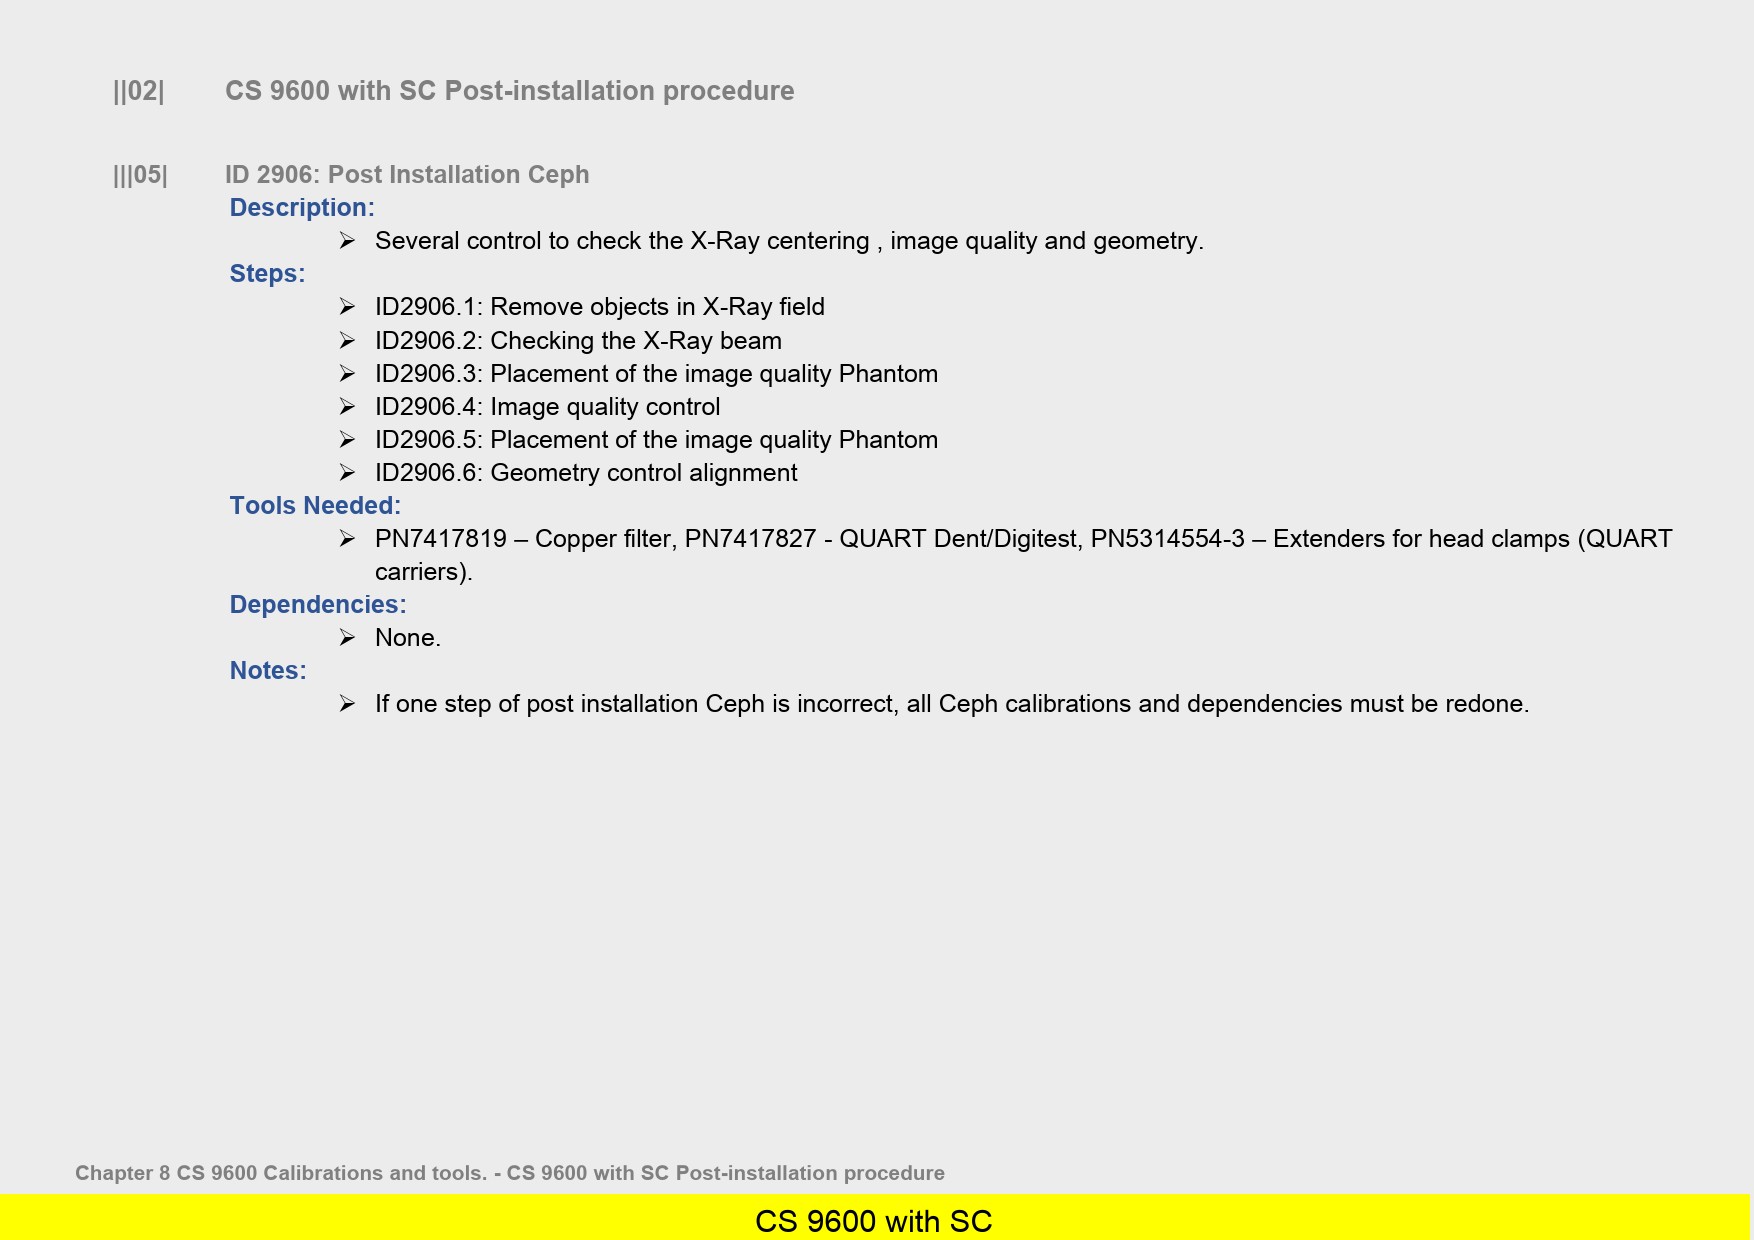 ||02| CS 9600 with SC Post-installation procedure
|||05| ID 2906: Post Installation Ceph
Description:
➢ Several control to check the X-Ray centering , image quality and geometry.
Steps:
➢ ID2906.1: Remove objects in X-Ray field
➢ ID2906.2: Checking the X-Ray beam
➢ ID2906.3: Placement of the image quality Phantom
➢ ID2906.4: Image quality control
➢ ID2906.5: Placement of the image quality Phantom
➢ ID2906.6: Geometry control alignment
Tools Needed:
➢ PN7417819 – Copper filter, PN7417827 - QUART Dent/Digitest, PN5314554-3 – Extenders for head clamps (QUART
carriers).
Dependencies:
➢ None.
Notes:
➢ If one step of post installation Ceph is incorrect, all Ceph calibrations and dependencies must be redone.
Chapter 8 CS 9600 Calibrations and tools. - CS 9600 with SC Post-installation procedure
CS 9600 with SC